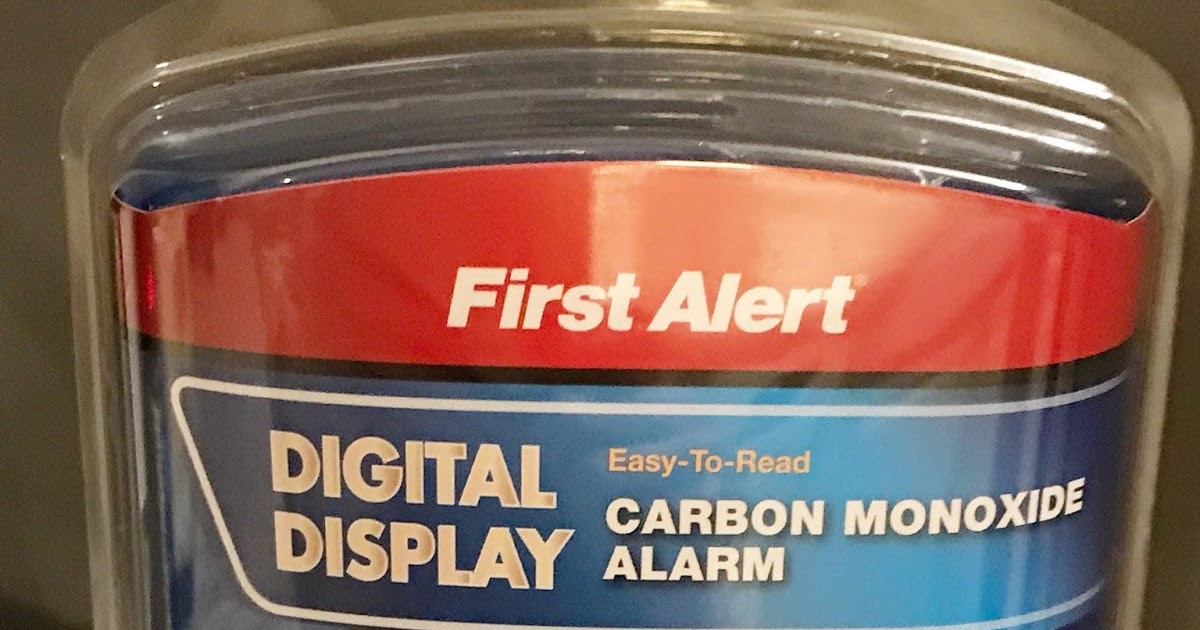 First Alert
DIGITAL
DISPLAY
Easy-To-Read
CARBON MONOXIDE
ALARM